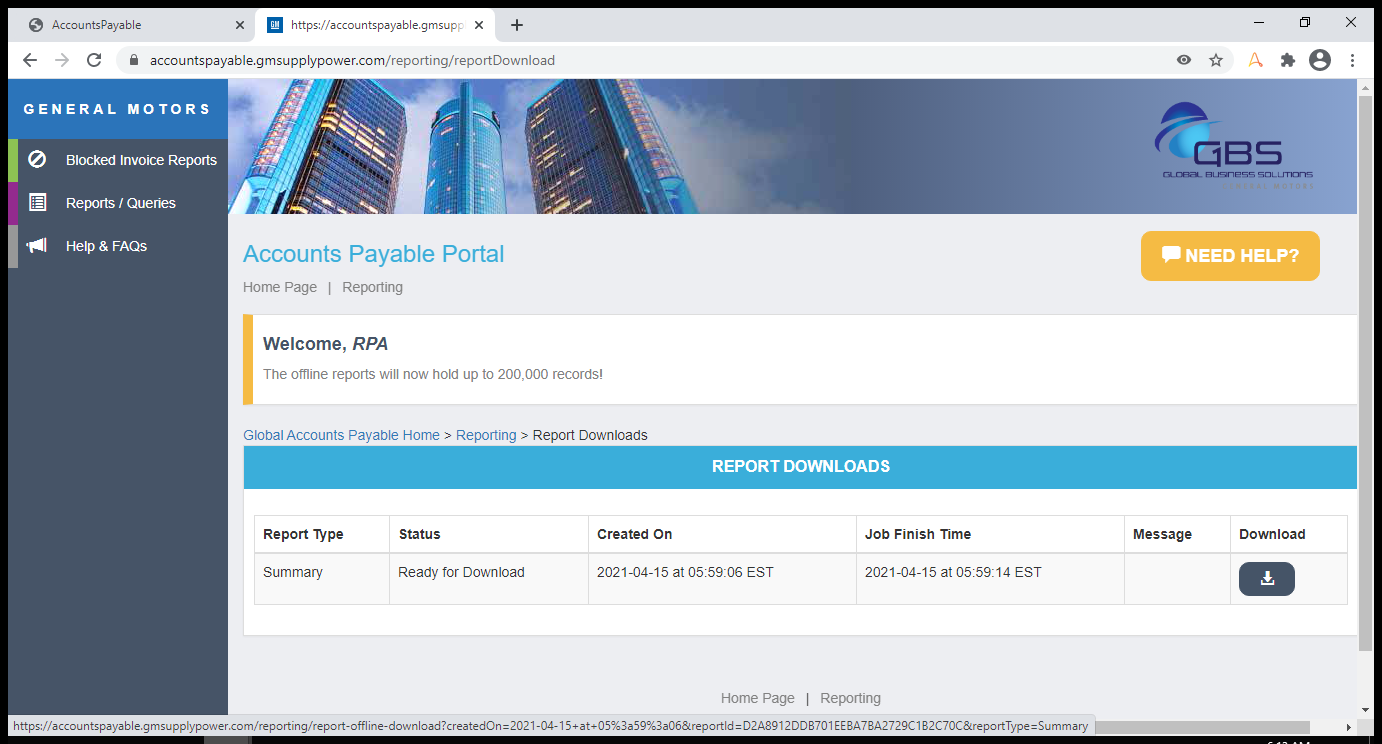 AccountsPayable
https://accountspayable.gmsupp
accountspayable.gmsupplypower.com/reporting/reportDownload
GENERAL MOTORS
Blocked Invoice Reports
Reports / Queries
Help & FAQs
GM
GBS
GLOBAL BUSINESS SOLUTIONS
GENERAL MOTORS
Accounts Payable Portal
NEED HELP?
Home Page | Reporting
Welcome, RPA
The offline reports will now hold up to 200,000 records!
Global Accounts Payable Home > Reporting > Report Downloads
REPORT DOWNLOADS
Report Type Status Created On Job Finish Time Message Download
Summary Ready for Download 2021-04-15 at 05:59:06 EST 2021-04-15 at 05:59:14 EST
Home Page | Reporting
https://accountspayable.gmsupplypower.com/reporting/report-offline-download?createdOn=2021-04-15+at+05%3a59%3a06&reportId=D2A8912DDB701EEBA7BA2729C1B2C70C&reportType=Summary